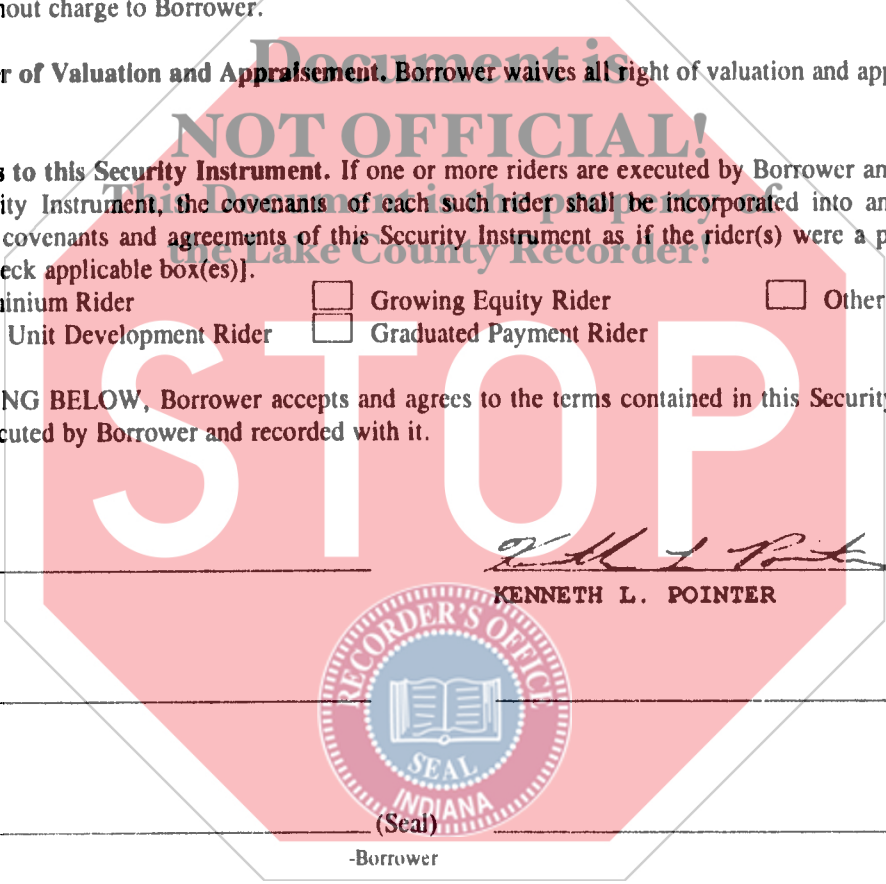 out charge to Borrower.
Document is
r of Valuation and Appraisement. Borrower waives all right of valuation and app
NOT OFFICIAL!
s to this Security Instrument. If one or more riders are executed by Borrower an
This Document is the property of
ity Instrument, the covenants of each such rider shall be incorporated into an
the Lake County Recorder!
covenants and agreements of this Security Instrument as if the rider(s) were a p
eck applicable box(es)].
inium Rider Growing Equity Rider Other
Unit Development Rider Graduated Payment Rider
STOP
NG BELOW, Borrower accepts and agrees to the terms contained in this Security
cuted by Borrower and recorded with it.
Kenneth L Pointer
KENNETH L. POINTER
RECORDER'S OFFICE
SEAL
INDIANA
(Seal)
-Borrower